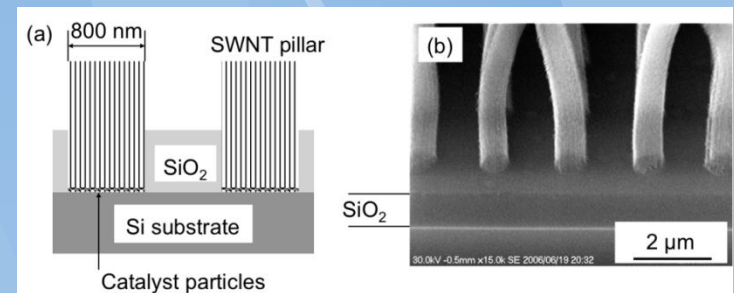 (a)
800 nm
SWNT pillar
SiO₂
Si substrate
Catalyst particles
(b)
SiO₂
2 μm
30.0kV -0.5mm x15.0k SE 2006/06/19 20:32